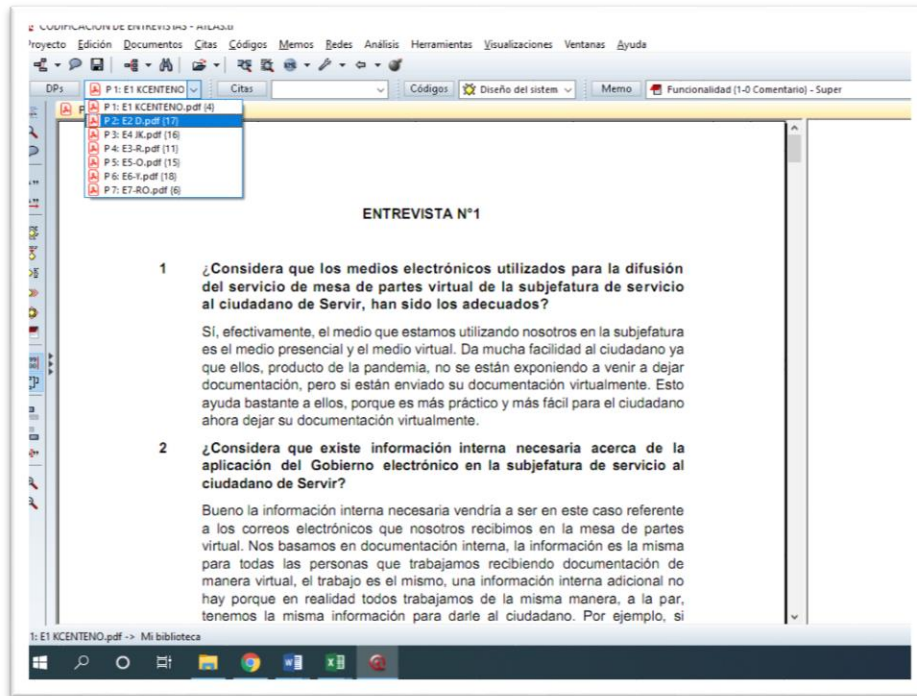 CODIFICACION DE ENTREVISTAS - ATLAS.ti
Proyecto Edición Documentos Citas Códigos Memos Redes Análisis Herramientas Visualizaciones Ventanas Ayuda
DPs P 1: E1 KCENTENO Citas Códigos Diseño del sistem Memo Funcionalidad {1-0 Comentario} - Super
P 1: E1 KCENTENO.pdf {4}
P 2: E2 D.pdf {17}
P 3: E4 JK.pdf {16}
P 4: E3-R.pdf {11}
P 5: E5-O.pdf {15}
P 6: E6-Y.pdf {18}
P 7: E7-RO.pdf {6}
ENTREVISTA N°1
1 ¿Considera que los medios electrónicos utilizados para la difusión
del servicio de mesa de partes virtual de la subjefatura de servicio
al ciudadano de Servir, han sido los adecuados?
Sí, efectivamente, el medio que estamos utilizando nosotros en la subjefatura
es el medio presencial y el medio virtual. Da mucha facilidad al ciudadano ya
que ellos, producto de la pandemia, no se están exponiendo a venir a dejar
documentación, pero si están enviado su documentación virtualmente. Esto
ayuda bastante a ellos, porque es más práctico y más fácil para el ciudadano
ahora dejar su documentación virtualmente.
2 ¿Considera que existe información interna necesaria acerca de la
aplicación del Gobierno electrónico en la subjefatura de servicio al
ciudadano de Servir?
Bueno la información interna necesaria vendría a ser en este caso referente
a los correos electrónicos que nosotros recibimos en la mesa de partes
virtual. Nos basamos en documentación interna, la información es la misma
para todas las personas que trabajamos recibiendo documentación de
manera virtual, el trabajo es el mismo, una información interna adicional no
hay porque en realidad todos trabajamos de la misma manera, a la par,
tenemos la misma información para darle al ciudadano. Por ejemplo, si
1: E1 KCENTENO.pdf -> Mi biblioteca